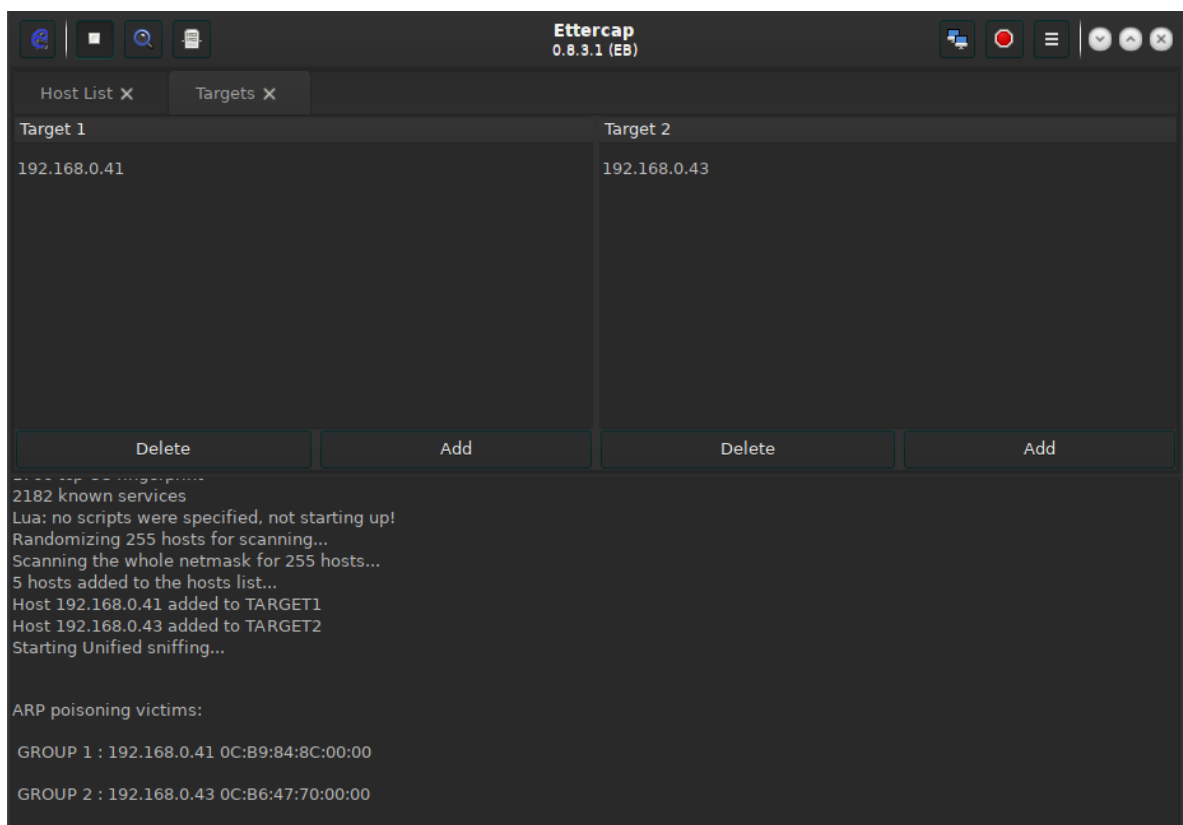 Ettercap
0.8.3.1 (EB)
Host List
Targets
Target 1
Target 2
192.168.0.41
192.168.0.43
Delete
Add
Delete
Add
2182 known services
Lua: no scripts were specified, not starting up!
Randomizing 255 hosts for scanning...
Scanning the whole netmask for 255 hosts...
5 hosts added to the hosts list...
Host 192.168.0.41 added to TARGET1
Host 192.168.0.43 added to TARGET2
Starting Unified sniffing...
ARP poisoning victims:
GROUP 1 : 192.168.0.41 0C:B9:84:8C:00:00
GROUP 2 : 192.168.0.43 0C:B6:47:70:00:00